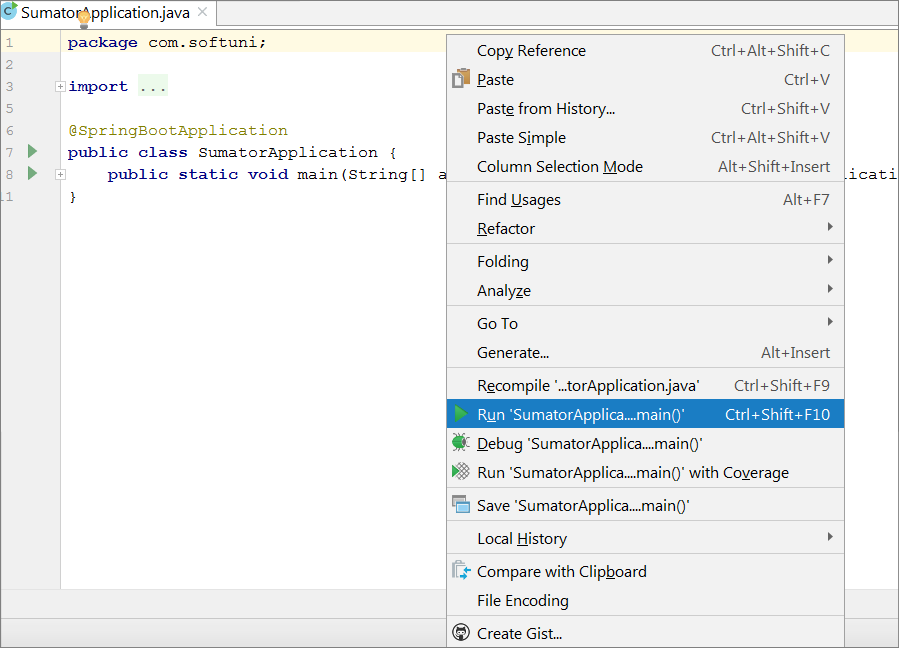 SumatorApplication.java
1 package com.softuni;
2
3 import ...
5
6 @SpringBootApplication
7 public class SumatorApplication {
8 public static void main(String[] a
licati
11 }
Copy Reference Ctrl+Alt+Shift+C
Paste Ctrl+V
Paste from History... Ctrl+Shift+V
Paste Simple Ctrl+Alt+Shift+V
Column Selection Mode Alt+Shift+Insert
Find Usages Alt+F7
Refactor
Folding
Analyze
Go To
Generate... Alt+Insert
Recompile '...torApplication.java' Ctrl+Shift+F9
Run 'SumatorApplica....main()' Ctrl+Shift+F10
Debug 'SumatorApplica....main()'
Run 'SumatorApplica....main()' with Coverage
Save 'SumatorApplica....main()'
Local History
Compare with Clipboard
File Encoding
Create Gist...